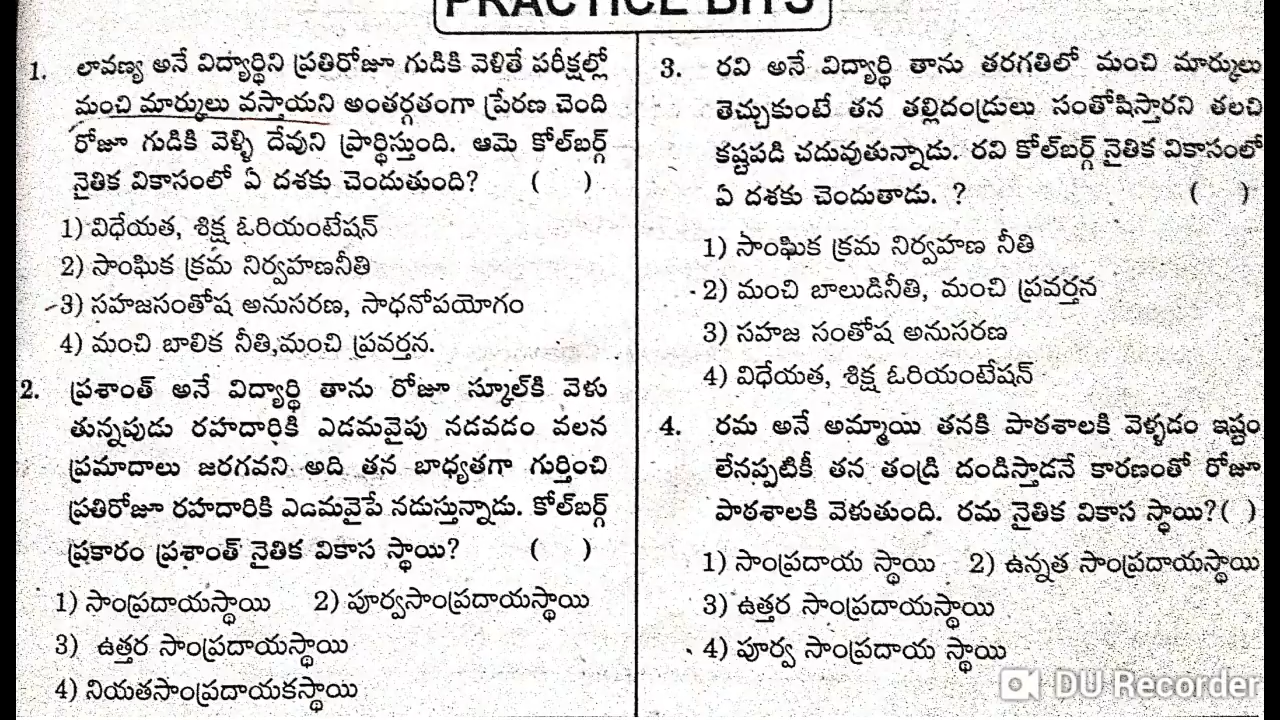 PRACTICE BITS
1. లావణ్య అనే విద్యార్థిని ప్రతిరోజూ గుడికి వెళితే పరీక్షల్లో
మంచి మార్కులు వస్తాయని అంతర్గతంగా ప్రేరణ చెంది
రోజూ గుడికి వెళ్ళి దేవుని ప్రార్థిస్తుంది. ఆమె కోల్‌బర్గ్
నైతిక వికాసంలో ఏ దశకు చెందుతుంది? ( )
1) విధేయత, శిక్ష ఓరియంటేషన్
2) సాంఘిక క్రమ నిర్వహణనీతి
3) సహజసంతోష అనుసరణ, సాధనోపయోగం
4) మంచి బాలిక నీతి,మంచి ప్రవర్తన.
2. ప్రశాంత్ అనే విద్యార్థి తాను రోజూ స్కూల్‌కి వెళు
తున్నపుడు రహదారికి ఎడమవైపు నడవడం వలన
ప్రమాదాలు జరగవని అది తన బాధ్యతగా గుర్తించి
ప్రతిరోజూ రహదారికి ఎడమవైపే నడుస్తున్నాడు. కోల్‌బర్గ్
ప్రకారం ప్రశాంత్ నైతిక వికాస స్థాయి? ( )
1) సాంప్రదాయస్థాయి 2) పూర్వసాంప్రదాయస్థాయి
3) ఉత్తర సాంప్రదాయస్థాయి
4) నియతసాంప్రదాయకస్థాయి
3. రవి అనే విద్యార్థి తాను తరగతిలో మంచి మార్కులు
తెచ్చుకుంటే తన తల్లిదండ్రులు సంతోషిస్తారని తలచి
కష్టపడి చదువుతున్నాడు. రవి కోల్‌బర్గ్ నైతిక వికాసంలో
ఏ దశకు చెందుతాడు. ? ( )
1) సాంఘిక క్రమ నిర్వహణ నీతి
2) మంచి బాలుడినీతి, మంచి ప్రవర్తన
3) సహజ సంతోష అనుసరణ
4) విధేయత, శిక్ష ఓరియంటేషన్
4. రమ అనే అమ్మాయి తనకి పాఠశాలకి వెళ్ళడం ఇష్టం
లేనప్పటికీ తన తండ్రి దండిస్తాడనే కారణంతో రోజూ
పాఠశాలకి వెళుతుంది. రమ నైతిక వికాస స్థాయి?( )
1) సాంప్రదాయ స్థాయి 2) ఉన్నత సాంప్రదాయస్థాయి
3) ఉత్తర సాంప్రదాయస్థాయి
4) పూర్వ సాంప్రదాయ స్థాయి
DU Recorder